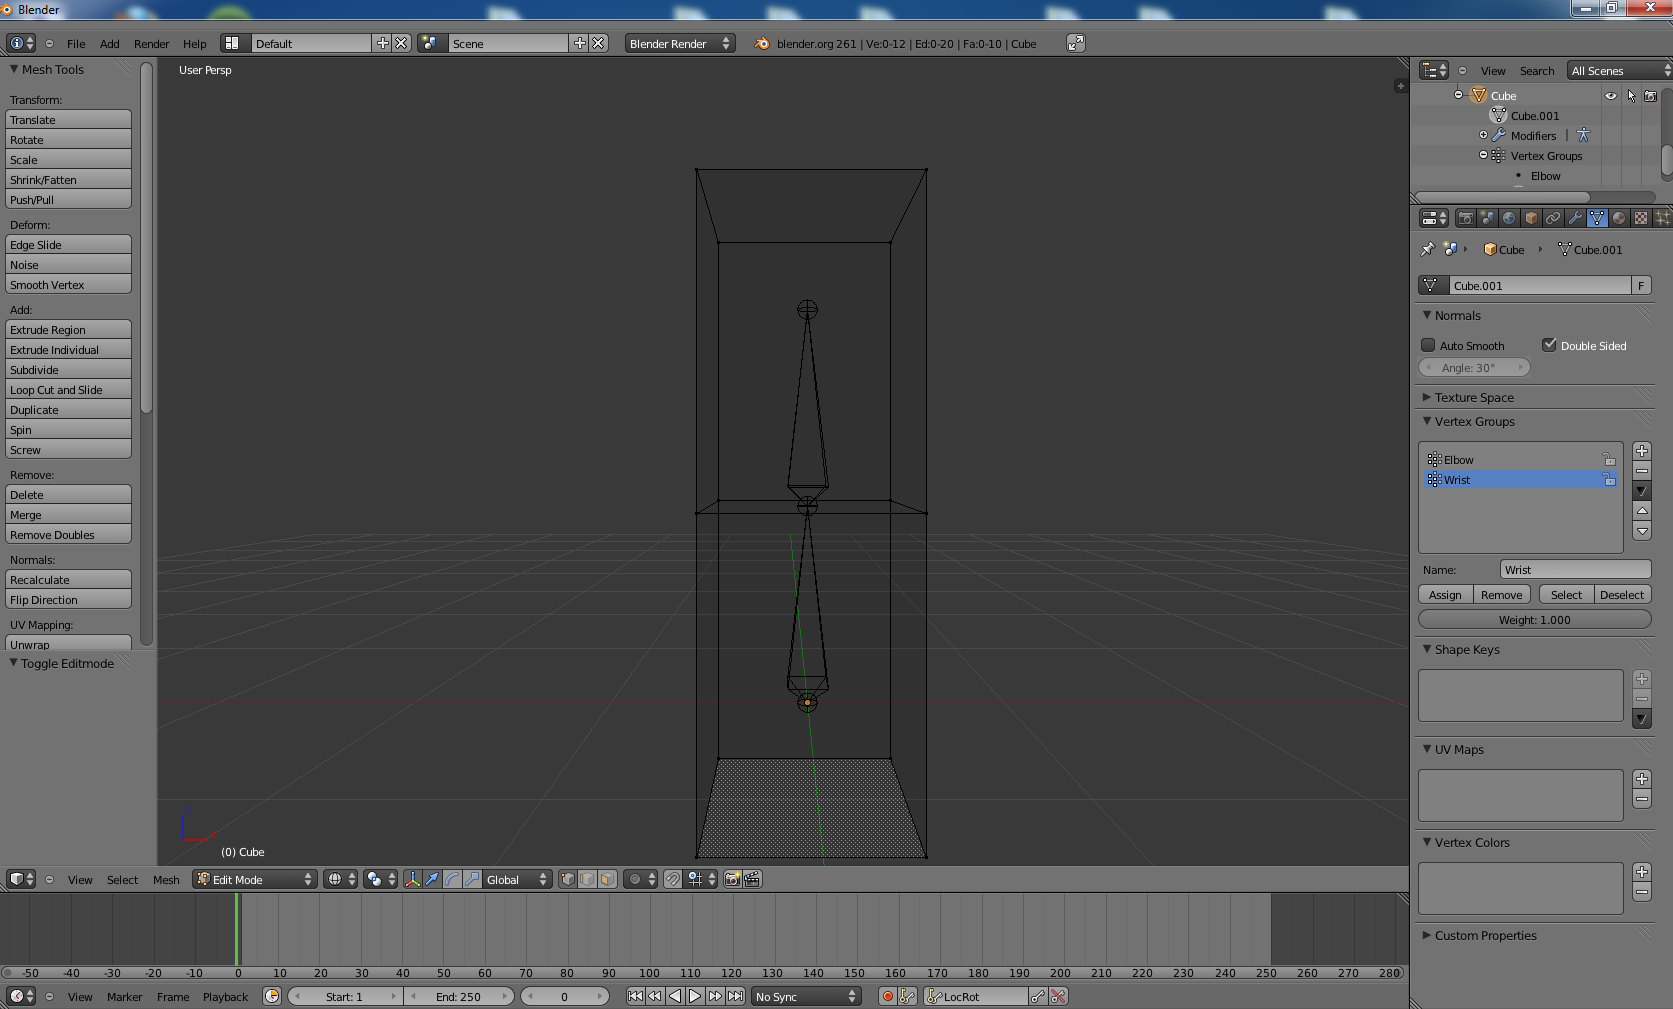 Blender
File Add Render Help Default Scene Blender Render blender.org 261 | Ve:0-12 | Ed:0-20 | Fa:0-10 | Cube
Mesh Tools
Transform:
Translate
Rotate
Scale
Shrink/Fatten
Push/Pull
Deform:
Edge Slide
Noise
Smooth Vertex
Add:
Extrude Region
Extrude Individual
Subdivide
Loop Cut and Slide
Duplicate
Spin
Screw
Remove:
Delete
Merge
Remove Doubles
Normals:
Recalculate
Flip Direction
UV Mapping:
Unwrap
Toggle Editmode
User Persp
(0) Cube
View Select Mesh Edit Mode Global
-50 -40 -30 -20 -10 0 10 20 30 40 50 60 70 80 90 100 110 120 130 140 150 160 170 180 190 200 210 220 230 240 250 260 270 280
View Marker Frame Playback Start: 1 End: 250 0 No Sync LocRot
View Search All Scenes
Cube
Cube.001
Modifiers
Vertex Groups
Elbow
Cube Cube.001
Cube.001 F
Normals
Auto Smooth Double Sided
Angle: 30°
Texture Space
Vertex Groups
Elbow
Wrist
Name: Wrist
Assign Remove Select Deselect
Weight: 1.000
Shape Keys
UV Maps
Vertex Colors
Custom Properties